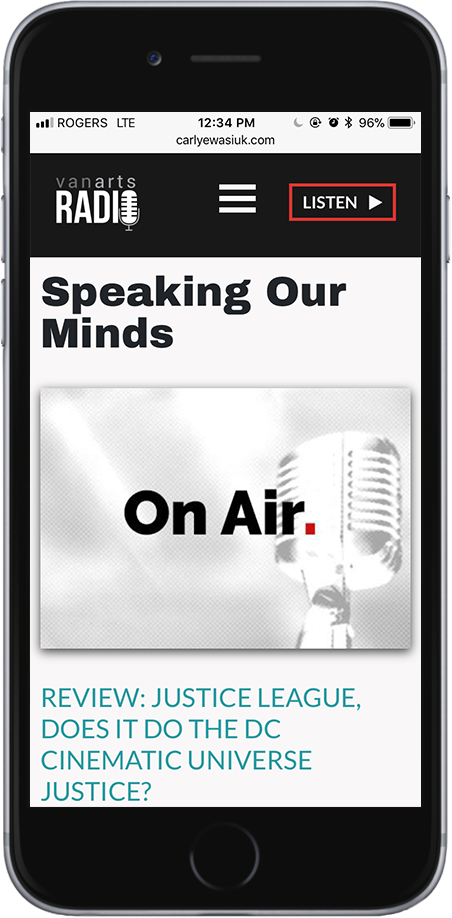 ROGERS LTE 12:34 PM 96%
carlyewasiuk.com
vanarts
RADIO
LISTEN
Speaking Our
Minds
On Air.
REVIEW: JUSTICE LEAGUE,
DOES IT DO THE DC
CINEMATIC UNIVERSE
JUSTICE?